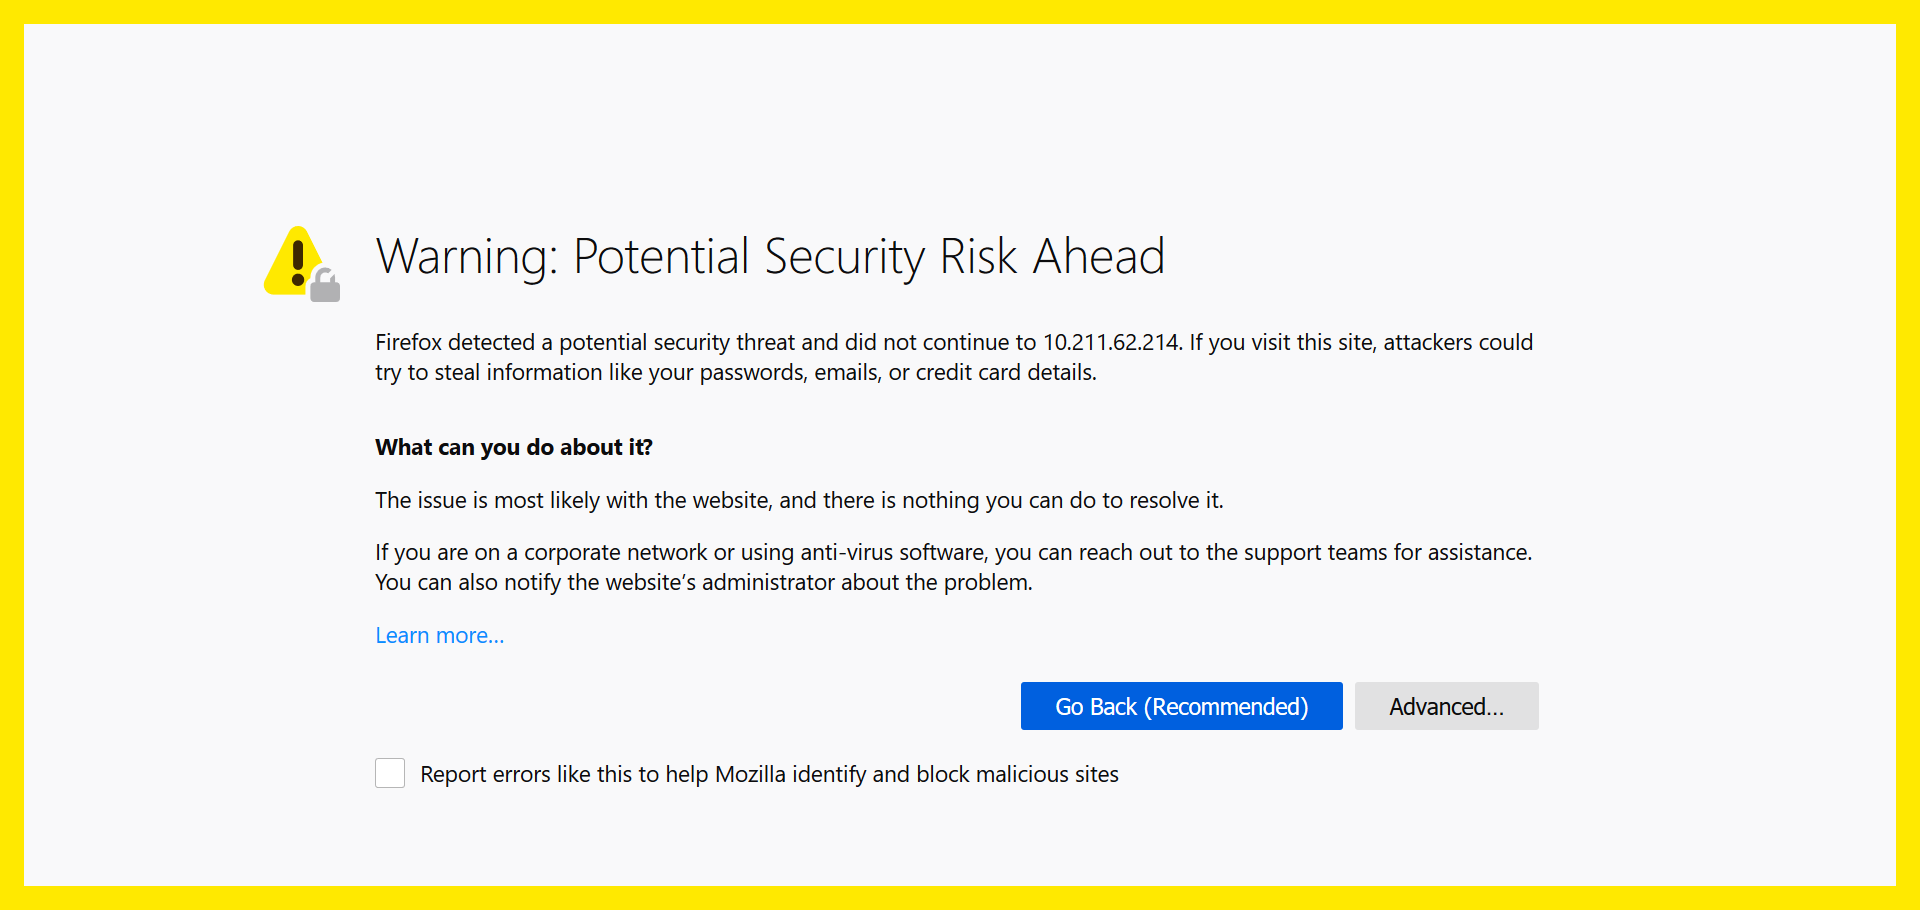 Warning: Potential Security Risk Ahead
Firefox detected a potential security threat and did not continue to 10.211.62.214. If you visit this site, attackers could
try to steal information like your passwords, emails, or credit card details.
What can you do about it?
The issue is most likely with the website, and there is nothing you can do to resolve it.
If you are on a corporate network or using anti-virus software, you can reach out to the support teams for assistance.
You can also notify the website’s administrator about the problem.
Learn more…
Go Back (Recommended) Advanced…
Report errors like this to help Mozilla identify and block malicious sites